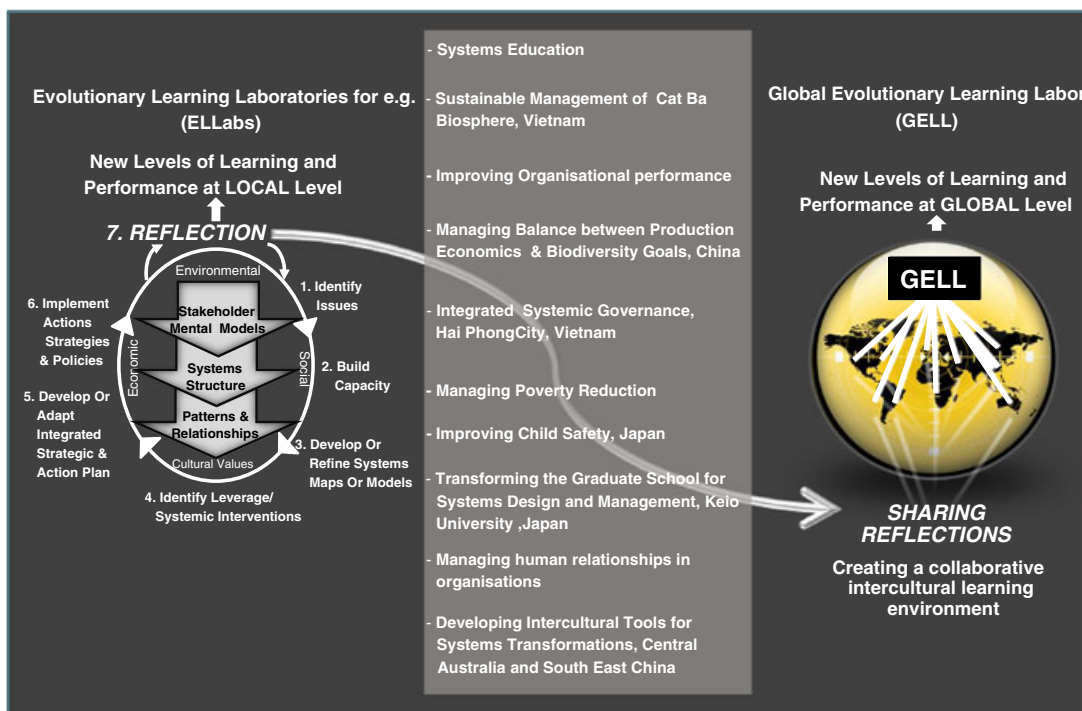 Evolutionary Learning Laboratories for e.g.
(ELLabs)
New Levels of Learning and
Performance at LOCAL Level
7. REFLECTION
Environmental
Stakeholder
Mental Models
Systems
Structure
Patterns &
Relationships
Cultural Values
Economic
Social
1. Identify
Issues
2. Build
Capacity
3. Develop Or
Refine Systems
Maps Or Models
4. Identify Leverage/
Systemic Interventions
5. Develop Or
Adapt
Integrated
Strategic &
Action Plan
6. Implement
Actions
Strategies
& Policies
- Systems Education
- Sustainable Management of Cat Ba
Biosphere, Vietnam
- Improving Organisational performance
- Managing Balance between Production
Economics & Biodiversity Goals, China
- Integrated Systemic Governance,
Hai PhongCity, Vietnam
- Managing Poverty Reduction
- Improving Child Safety, Japan
- Transforming the Graduate School for
Systems Design and Management, Keio
University ,Japan
- Managing human relationships in
organisations
- Developing Intercultural Tools for
Systems Transformations, Central
Australia and South East China
Global Evolutionary Learning Labor
(GELL)
New Levels of Learning and
Performance at GLOBAL Level
GELL
SHARING
REFLECTIONS
Creating a collaborative
intercultural learning
environment